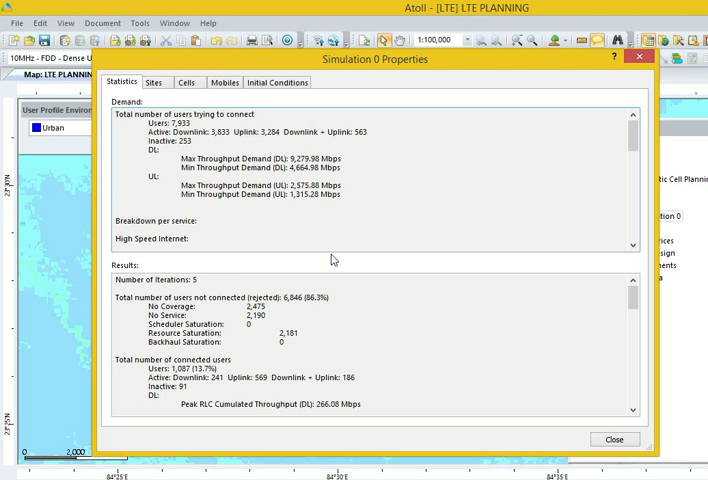 Atoll - [LTE] LTE PLANNING
File Edit View Document Tools Window Help
1:100,000
10MHz - FDD - Dense U
Simulation 0 Properties
? ×
Map: LTE PLANNING
User Profile Environ
Urban
Statistics Sites Cells Mobiles Initial Conditions
Demand:
Total number of users trying to connect
Users: 7,933
Active: Downlink: 3,833 Uplink: 3,284 Downlink + Uplink: 563
Inactive: 253
DL:
Max Throughput Demand (DL): 9,279.98 Mbps
Min Throughput Demand (DL): 4,664.98 Mbps
UL:
Max Throughput Demand (UL): 2,575.88 Mbps
Min Throughput Demand (UL): 1,315.28 Mbps
Breakdown per service:
High Speed Internet:
Results:
Number of Iterations: 5
Total number of users not connected (rejected): 6,846 (86.3%)
No Coverage: 2,475
No Service: 2,190
Scheduler Saturation: 0
Resource Saturation: 2,181
Backhaul Saturation: 0
Total number of connected users
Users: 1,087 (13.7%)
Active: Downlink: 241 Uplink: 569 Downlink + Uplink: 186
Inactive: 91
DL:
Peak RLC Cumulated Throughput (DL): 266.08 Mbps
Close
tic Cell Plannin
tion 0
rices
sign
ments
a
0 2,000
84°25'E 84°30'E 84°35'E